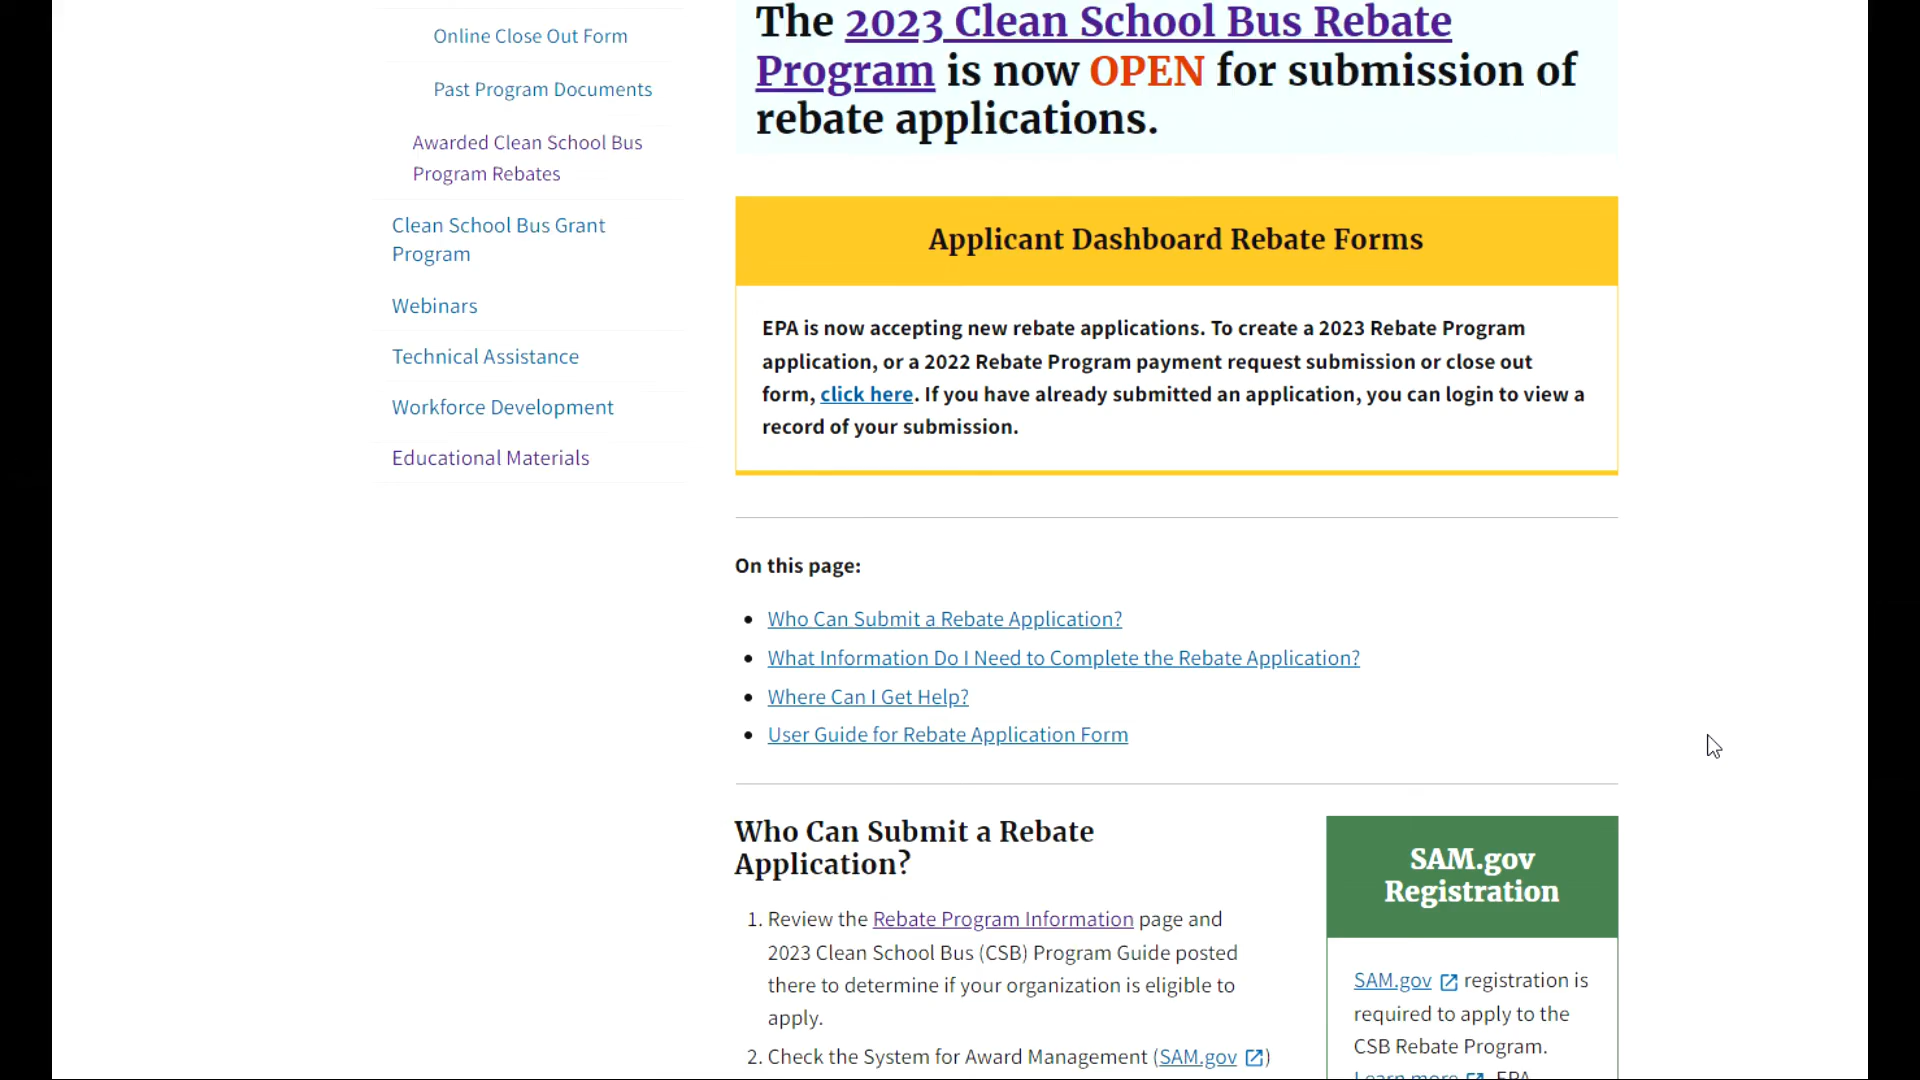 Online Close Out Form
Past Program Documents
Awarded Clean School Bus
Program Rebates
Clean School Bus Grant
Program
Webinars
Technical Assistance
Workforce Development
Educational Materials
The 2023 Clean School Bus Rebate
Program is now OPEN for submission of
rebate applications.
Applicant Dashboard Rebate Forms
EPA is now accepting new rebate applications. To create a 2023 Rebate Program
application, or a 2022 Rebate Program payment request submission or close out
form, click here. If you have already submitted an application, you can login to view a
record of your submission.
On this page:
• Who Can Submit a Rebate Application?
• What Information Do I Need to Complete the Rebate Application?
• Where Can I Get Help?
• User Guide for Rebate Application Form
Who Can Submit a Rebate
Application?
1. Review the Rebate Program Information page and
2023 Clean School Bus (CSB) Program Guide posted
there to determine if your organization is eligible to
apply.
2. Check the System for Award Management (SAM.gov)
SAM.gov
Registration
SAM.gov registration is
required to apply to the
CSB Rebate Program.
Learn more EPA